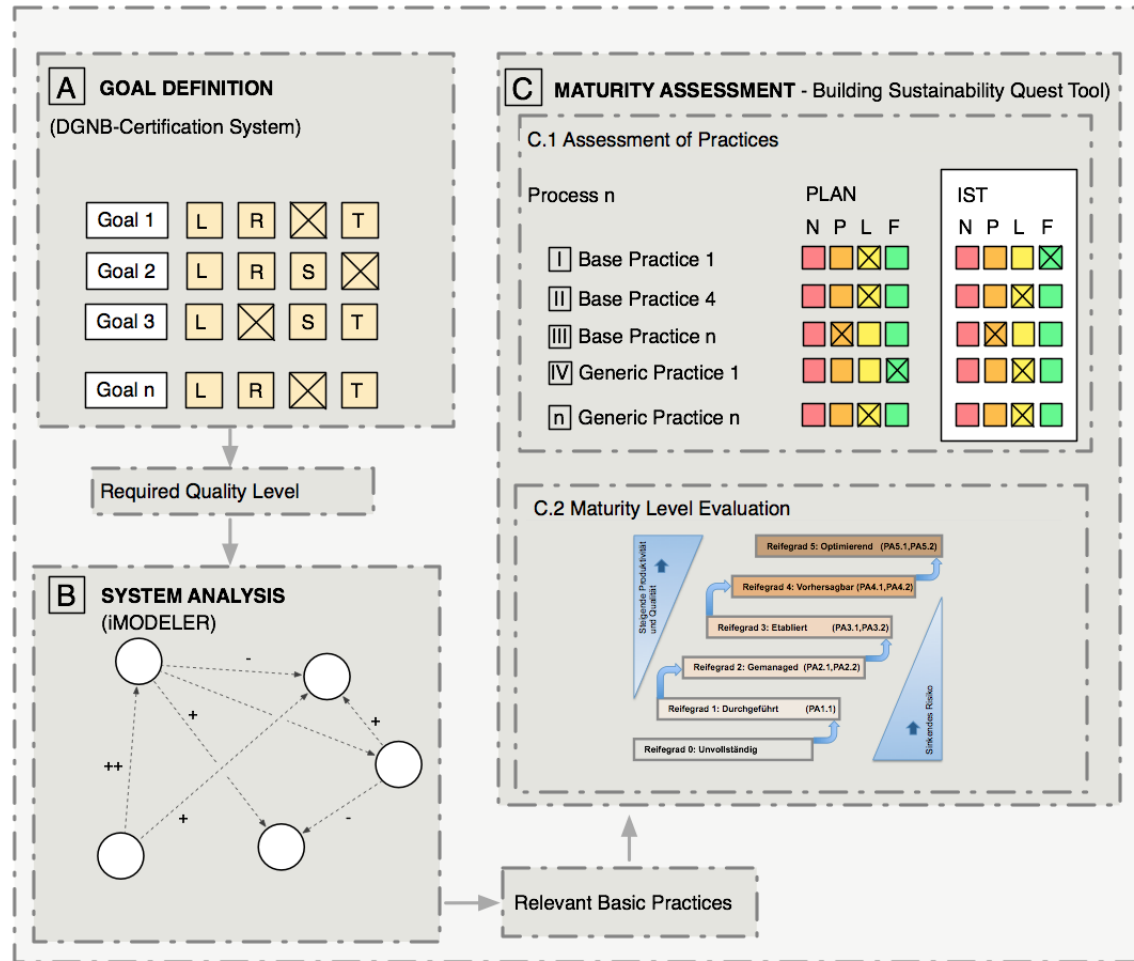 A GOAL DEFINITION
(DGNB-Certification System)
Goal 1 L R T
Goal 2 L R S
Goal 3 L S T
Goal n L R T
Required Quality Level
B SYSTEM ANALYSIS
(iMODELER)
-
+
+
++
+
-
Relevant Basic Practices
C MATURITY ASSESSMENT - Building Sustainability Quest Tool)
C.1 Assessment of Practices
Process n PLAN IST
N P L F N P L F
I Base Practice 1
II Base Practice 4
III Base Practice n
IV Generic Practice 1
n Generic Practice n
C.2 Maturity Level Evaluation
Steigende Produktivität
und Qualität
Reifegrad 5: Optimierend (PA5.1,PA5.2)
Reifegrad 4: Vorhersagbar (PA4.1,PA4.2)
Reifegrad 3: Etabliert (PA3.1,PA3.2)
Reifegrad 2: Gemanaged (PA2.1,PA2.2)
Reifegrad 1: Durchgeführt (PA1.1)
Reifegrad 0: Unvollständig
Sinkendes Risiko